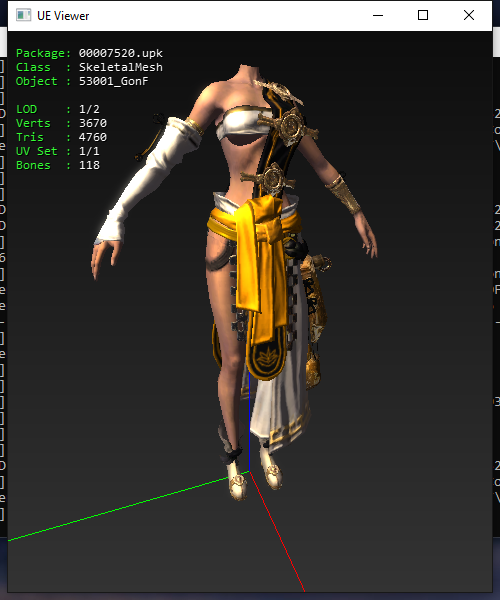 UE Viewer
Package: 00007520.upk
Class : SkeletalMesh
Object : 53001_GonF
LOD : 1/2
Verts : 3670
Tris : 4760
UV Set : 1/1
Bones : 118